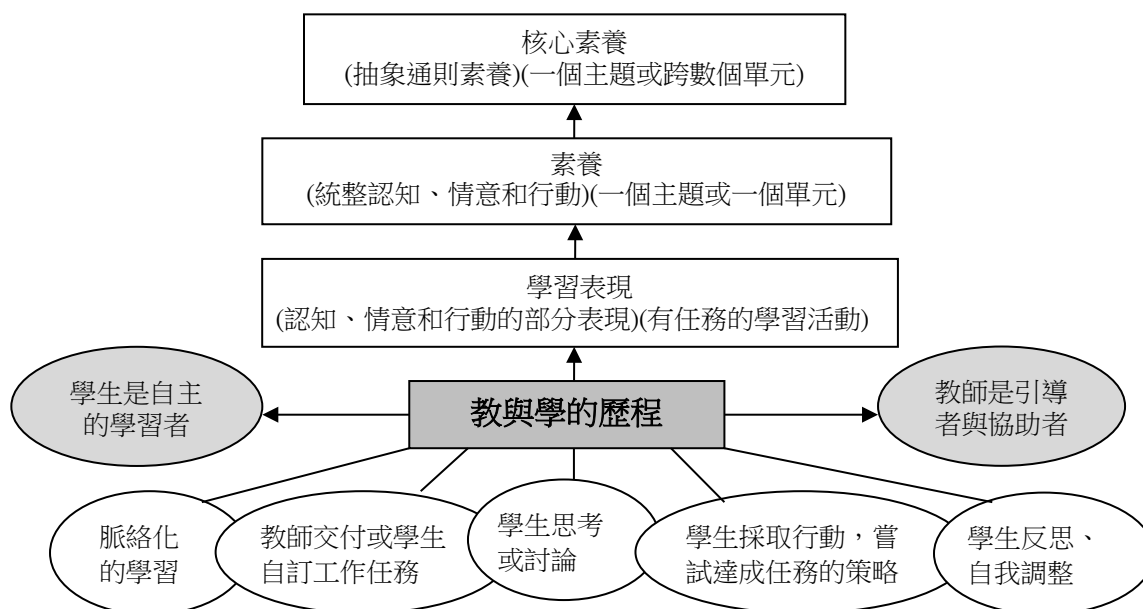 核心素養
(抽象通則素養)(一個主題或跨數個單元)
素養
(統整認知、情意和行動)(一個主題或一個單元)
學習表現
(認知、情意和行動的部分表現)(有任務的學習活動)
學生是自主
的學習者
教與學的歷程
教師是引導
者與協助者
脈絡化
的學習
教師交付或學生
自訂工作任務
學生思考
或討論
學生採取行動，嘗
試達成任務的策略
學生反思、
自我調整